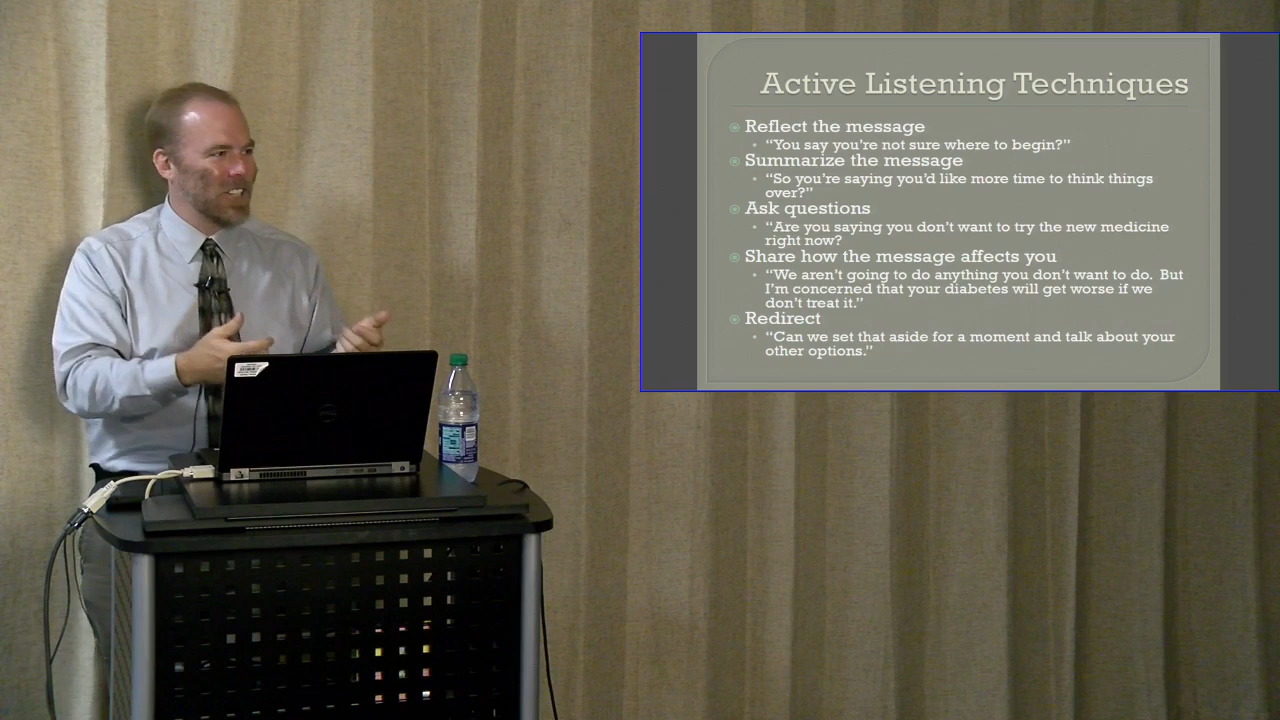 Active Listening Techniques
Reflect the message
“You say you’re not sure where to begin?”
Summarize the message
“So you’re saying you’d like more time to think things
over?”
Ask questions
“Are you saying you don’t want to try the new medicine
right now?
Share how the message affects you
“We aren’t going to do anything you don’t want to do.  But
I’m concerned that your diabetes will get worse if we
don’t treat it.”
Redirect
“Can we set that aside for a moment and talk about your
other options.”